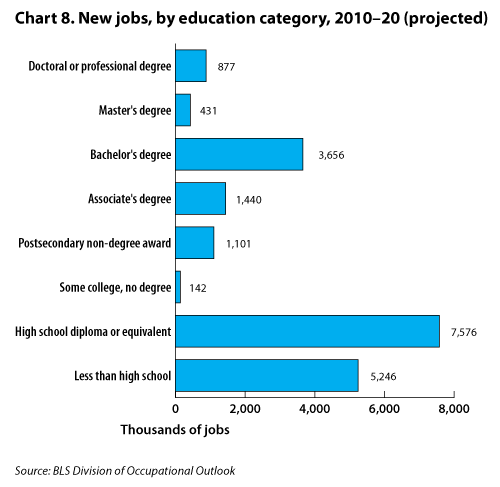 Chart 8. New jobs, by education category, 2010–20 (projected)
Doctoral or professional degree 877
Master's degree 431
Bachelor's degree 3,656
Associate's degree 1,440
Postsecondary non-degree award 1,101
Some college, no degree 142
High school diploma or equivalent 7,576
Less than high school 5,246
0 2,000 4,000 6,000 8,000
Thousands of jobs
Source: BLS Division of Occupational Outlook